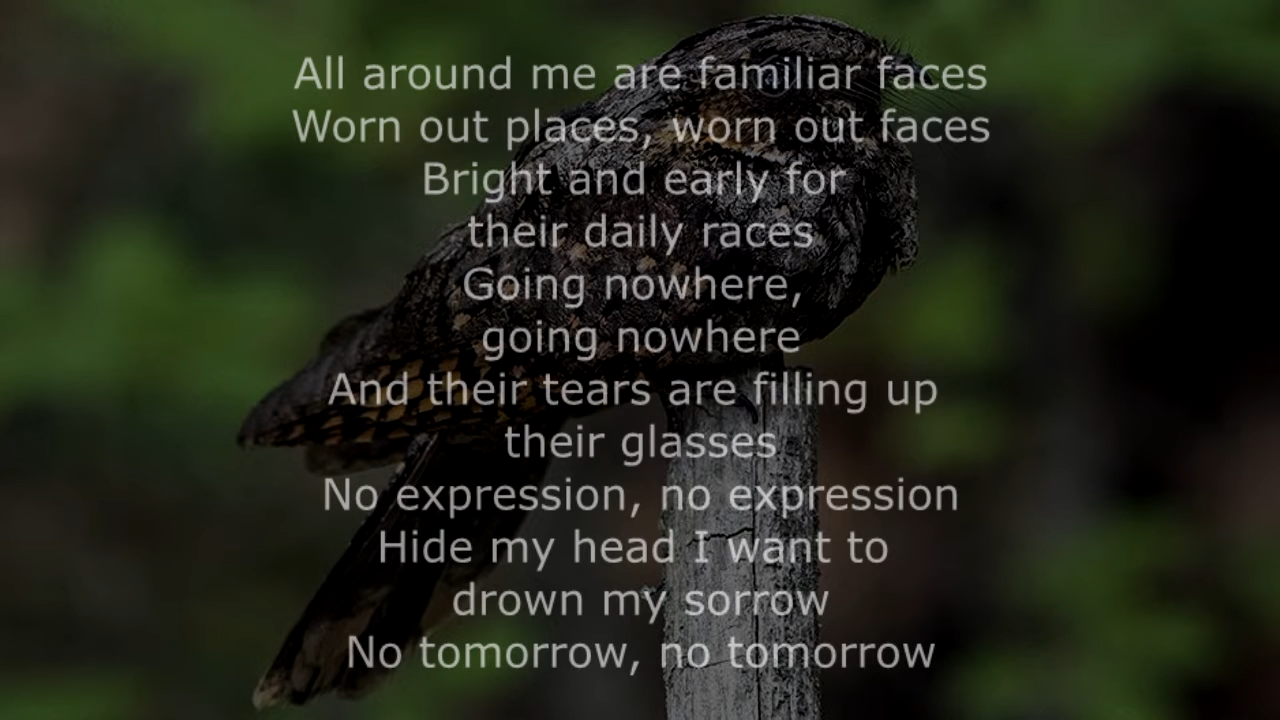 All around me are familiar faces
Worn out places, worn out faces
Bright and early for
their daily races
Going nowhere,
going nowhere
And their tears are filling up
their glasses
No expression, no expression
Hide my head I want to
drown my sorrow
No tomorrow, no tomorrow